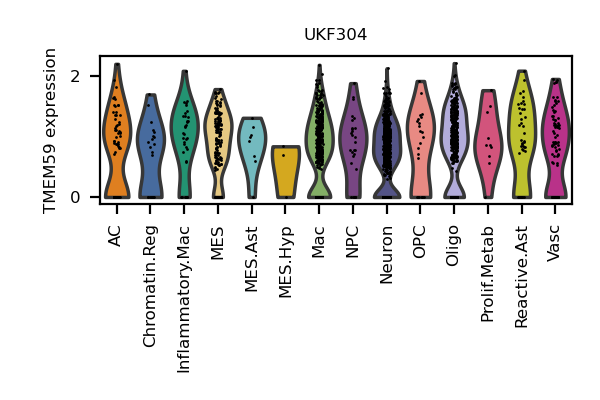 UKF304
TMEM59 expression
2
0
AC
Chromatin.Reg
Inflammatory.Mac
MES
MES.Ast
MES.Hyp
Mac
NPC
Neuron
OPC
Oligo
Prolif.Metab
Reactive.Ast
Vasc